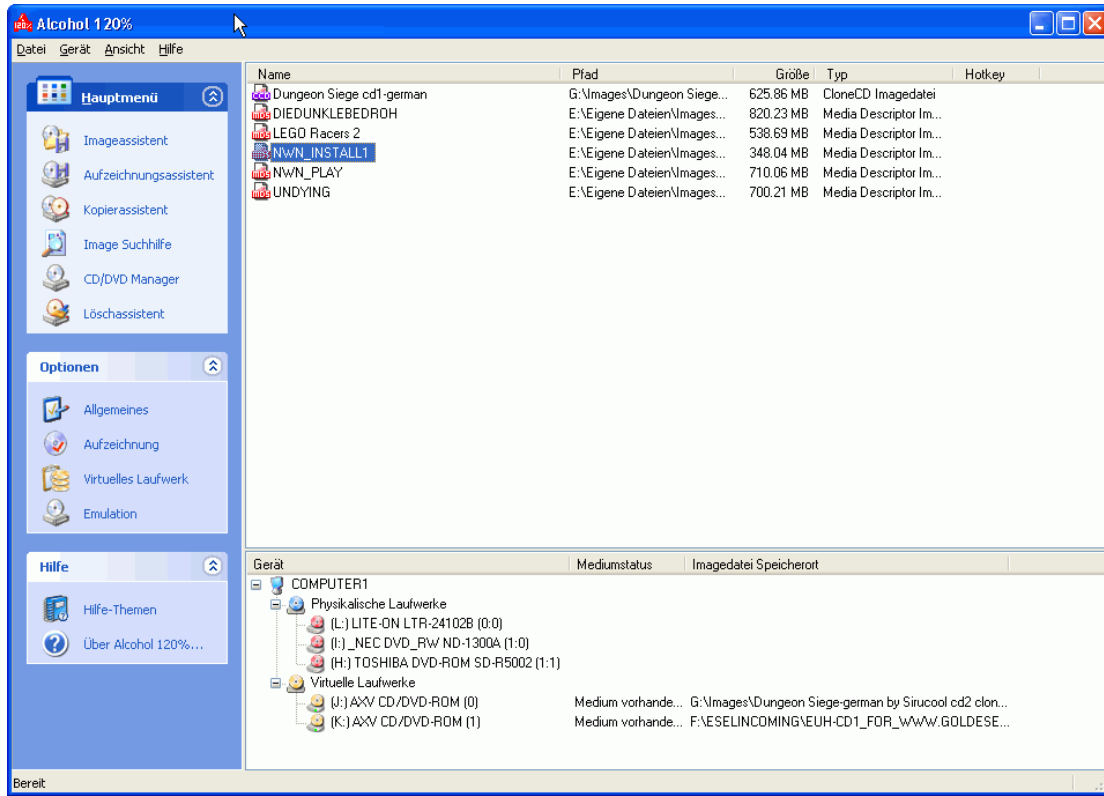 Alcohol 120%
Datei Gerät Ansicht Hilfe
Hauptmenü
Imageassistent
Aufzeichnungsassistent
Kopierassistent
Image Suchhilfe
CD/DVD Manager
Löschassistent
Optionen
Allgemeines
Aufzeichnung
Virtuelles Laufwerk
Emulation
Hilfe
Hilfe-Themen
Über Alcohol 120%...
Name Pfad Größe Typ Hotkey
Dungeon Siege cd1-german G:\Images\Dungeon Siege... 625.86 MB CloneCD Imagedatei
DIEDUNKLEBEDROH E:\Eigene Dateien\Images... 820.23 MB Media Descriptor Im...
LEGO Racers 2 E:\Eigene Dateien\Images... 538.69 MB Media Descriptor Im...
NWN_INSTALL1 E:\Eigene Dateien\Images... 348.04 MB Media Descriptor Im...
NWN_PLAY E:\Eigene Dateien\Images... 710.06 MB Media Descriptor Im...
UNDYING E:\Eigene Dateien\Images... 700.21 MB Media Descriptor Im...
Gerät Mediumstatus Imagedatei Speicherort
COMPUTER1
Physikalische Laufwerke
(L:) LITE-ON LTR-24102B (0:0)
(I:) _NEC DVD_RW ND-1300A (1:0)
(H:) TOSHIBA DVD-ROM SD-R5002 (1:1)
Virtuelle Laufwerke
(J:) AXV CD/DVD-ROM (0) Medium vorhande... G:\Images\Dungeon Siege-german by Sirucool cd2 clon...
(K:) AXV CD/DVD-ROM (1) Medium vorhande... F:\ESELINCOMING\EUH-CD1_FOR_WWW.GOLDESE...
Bereit